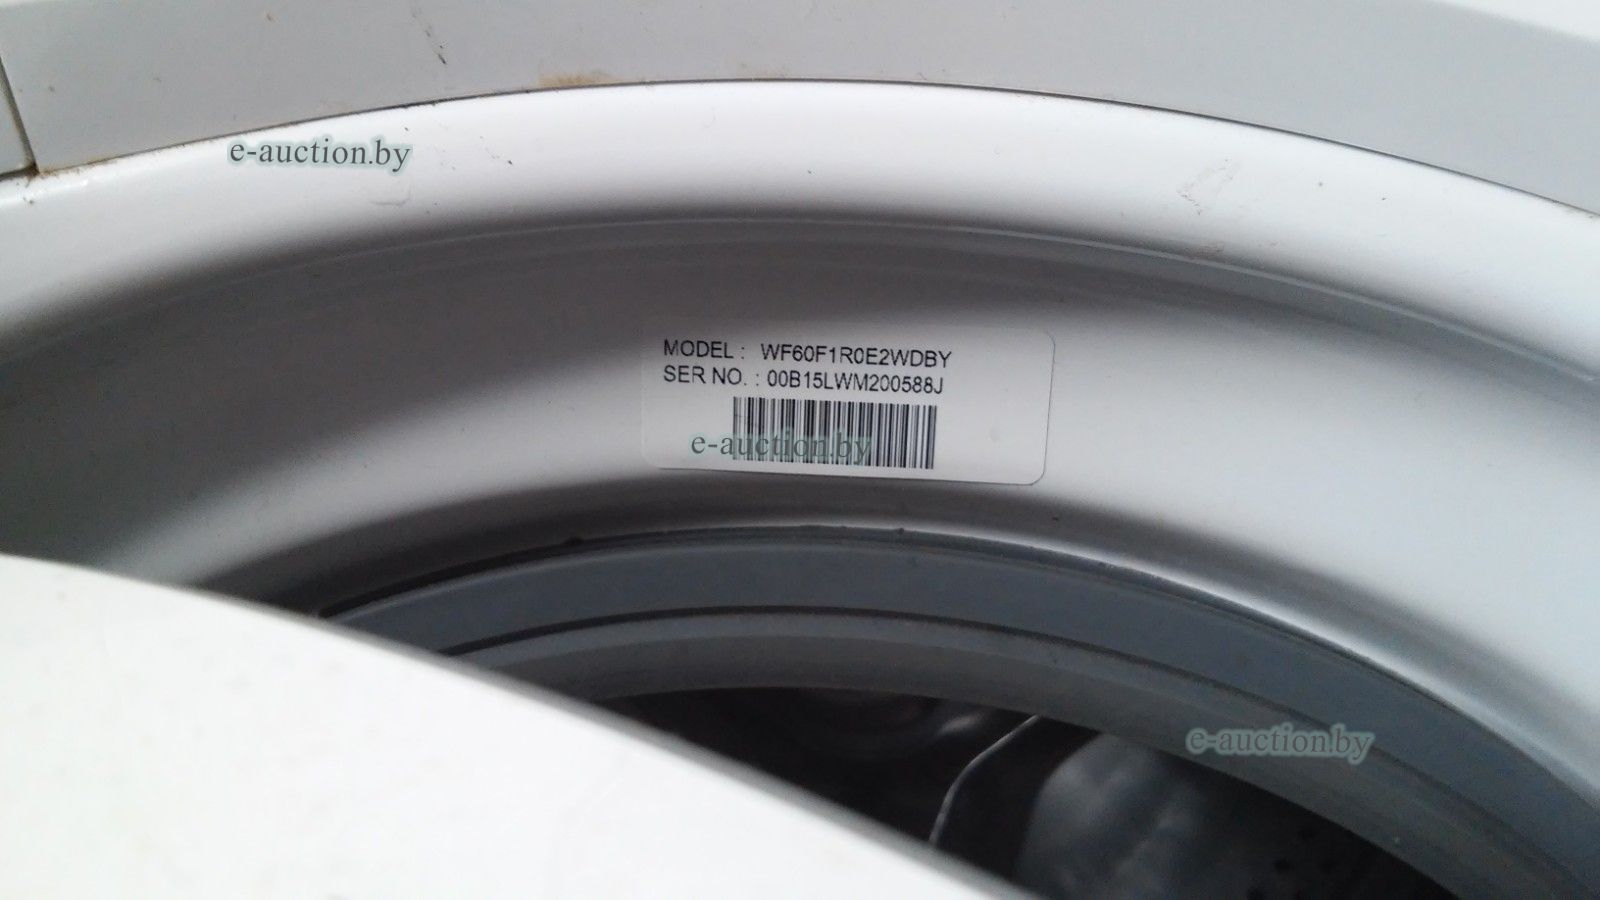 e-auction.by
MODEL : WF60F1R0E2WDBY
SER NO. : 00B15LWM200588J
e-auction.by
e-auction.by